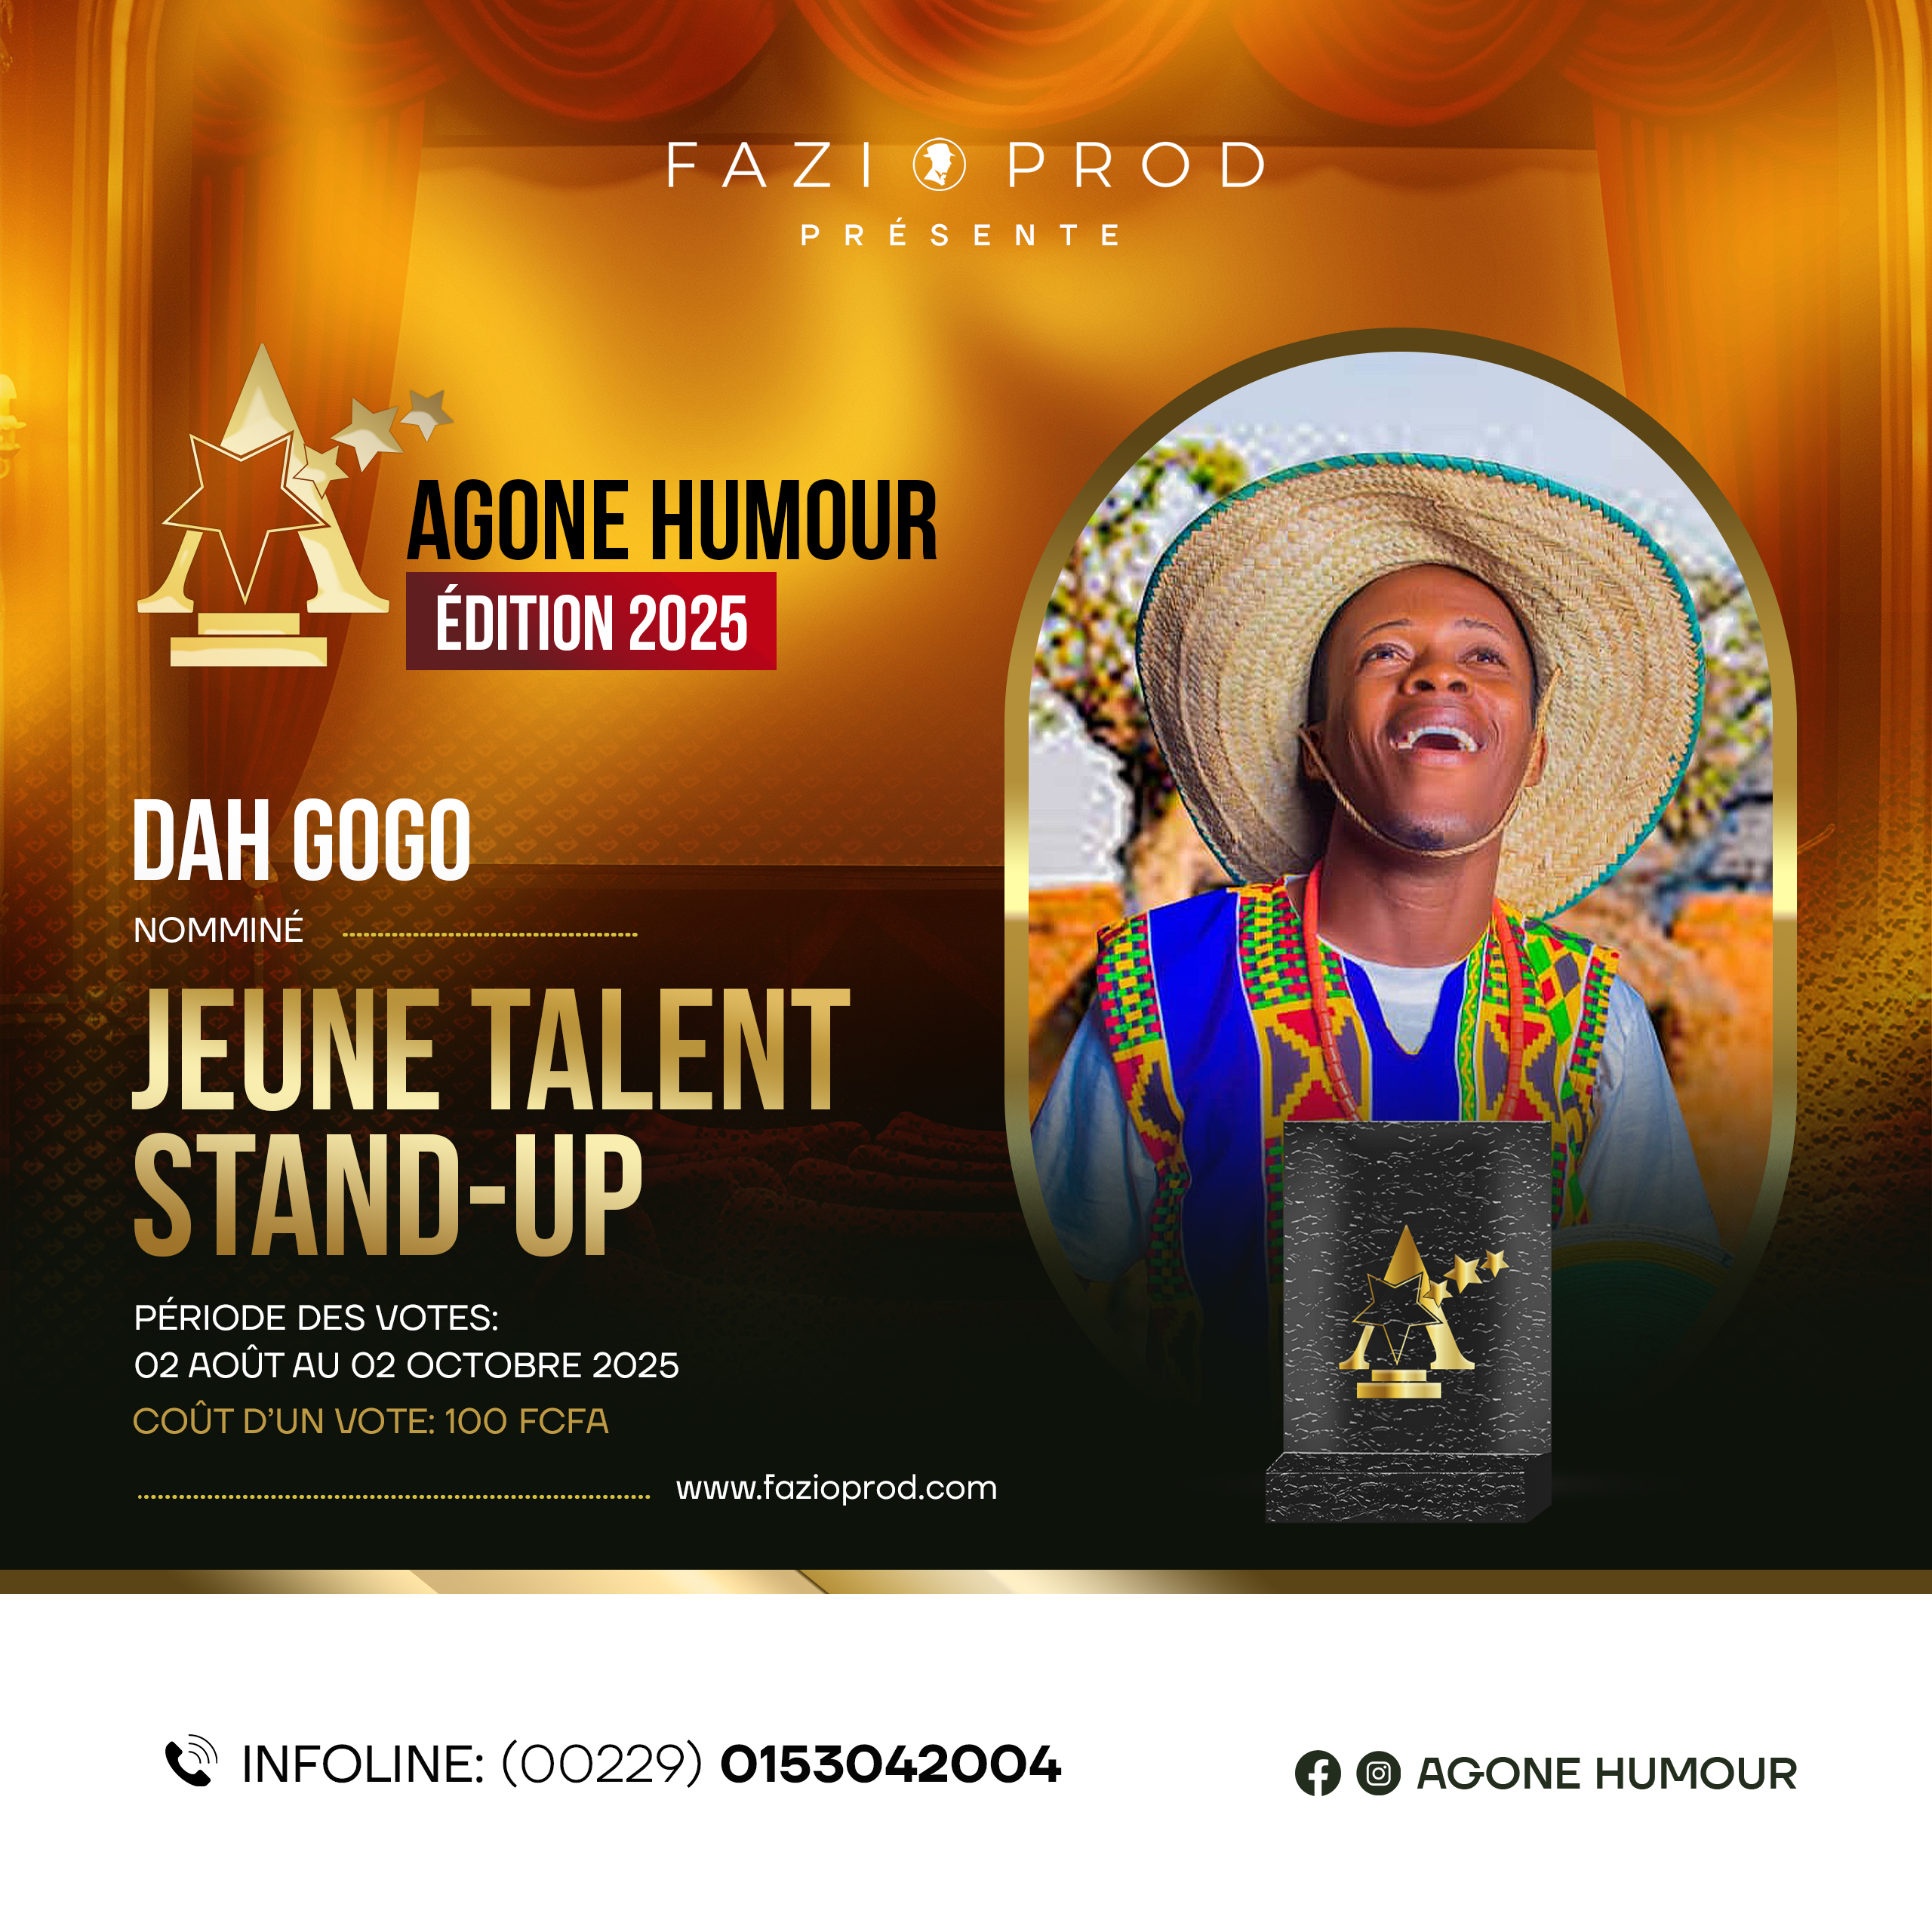 FAZIO PROD
PRÉSENTE
AGONE HUMOUR
ÉDITION 2025
DAH GOGO
NOMMINÉ
JEUNE TALENT
STAND-UP
PÉRIODE DES VOTES:
02 AOÛT AU 02 OCTOBRE 2025
COÛT D'UN VOTE: 100 FCFA
www.fazioprod.com
INFOLINE: (00229) 0153042004
AGONE HUMOUR